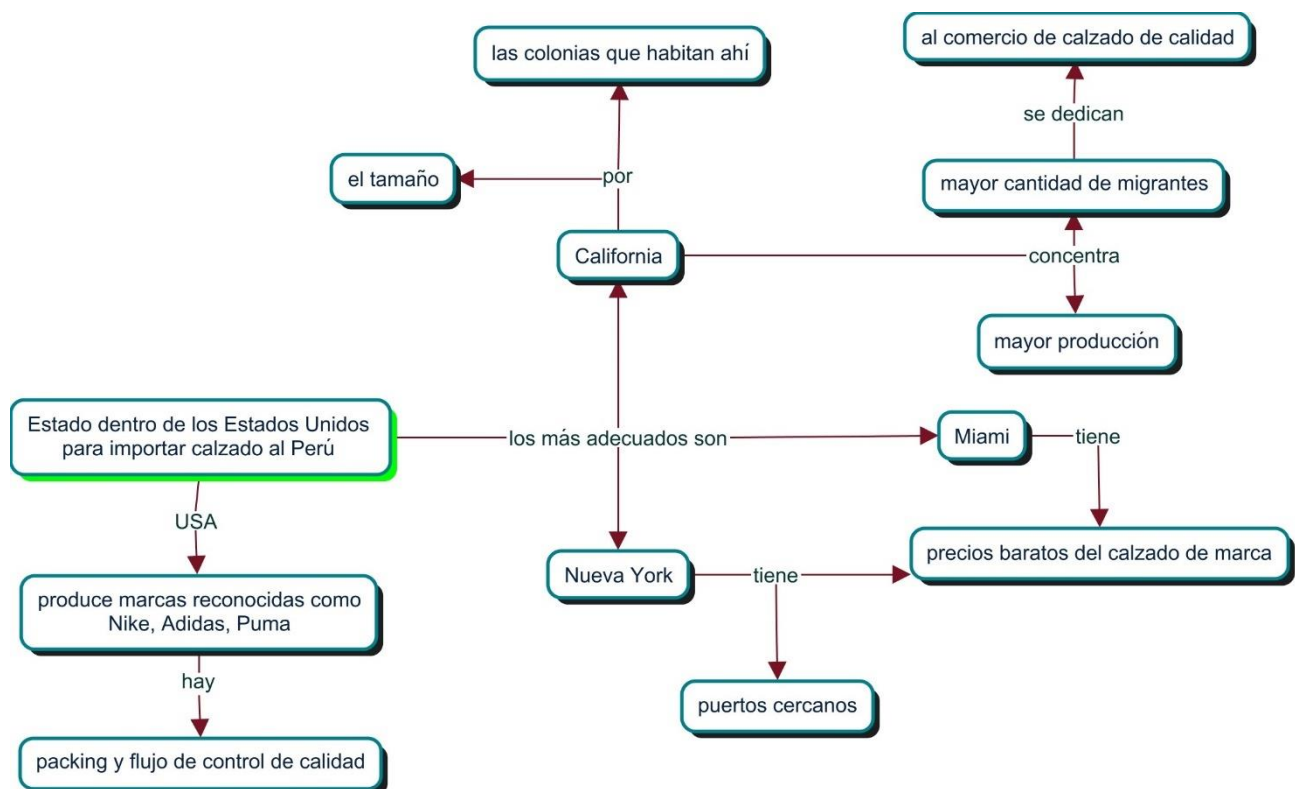 las colonias que habitan ahí
al comercio de calzado de calidad
se dedican
el tamaño
por
mayor cantidad de migrantes
California
concentra
mayor producción
Estado dentro de los Estados Unidos
para importar calzado al Perú
los más adecuados son
Miami
tiene
USA
precios baratos del calzado de marca
Nueva York
tiene
produce marcas reconocidas como
Nike, Adidas, Puma
hay
puertos cercanos
packing y flujo de control de calidad